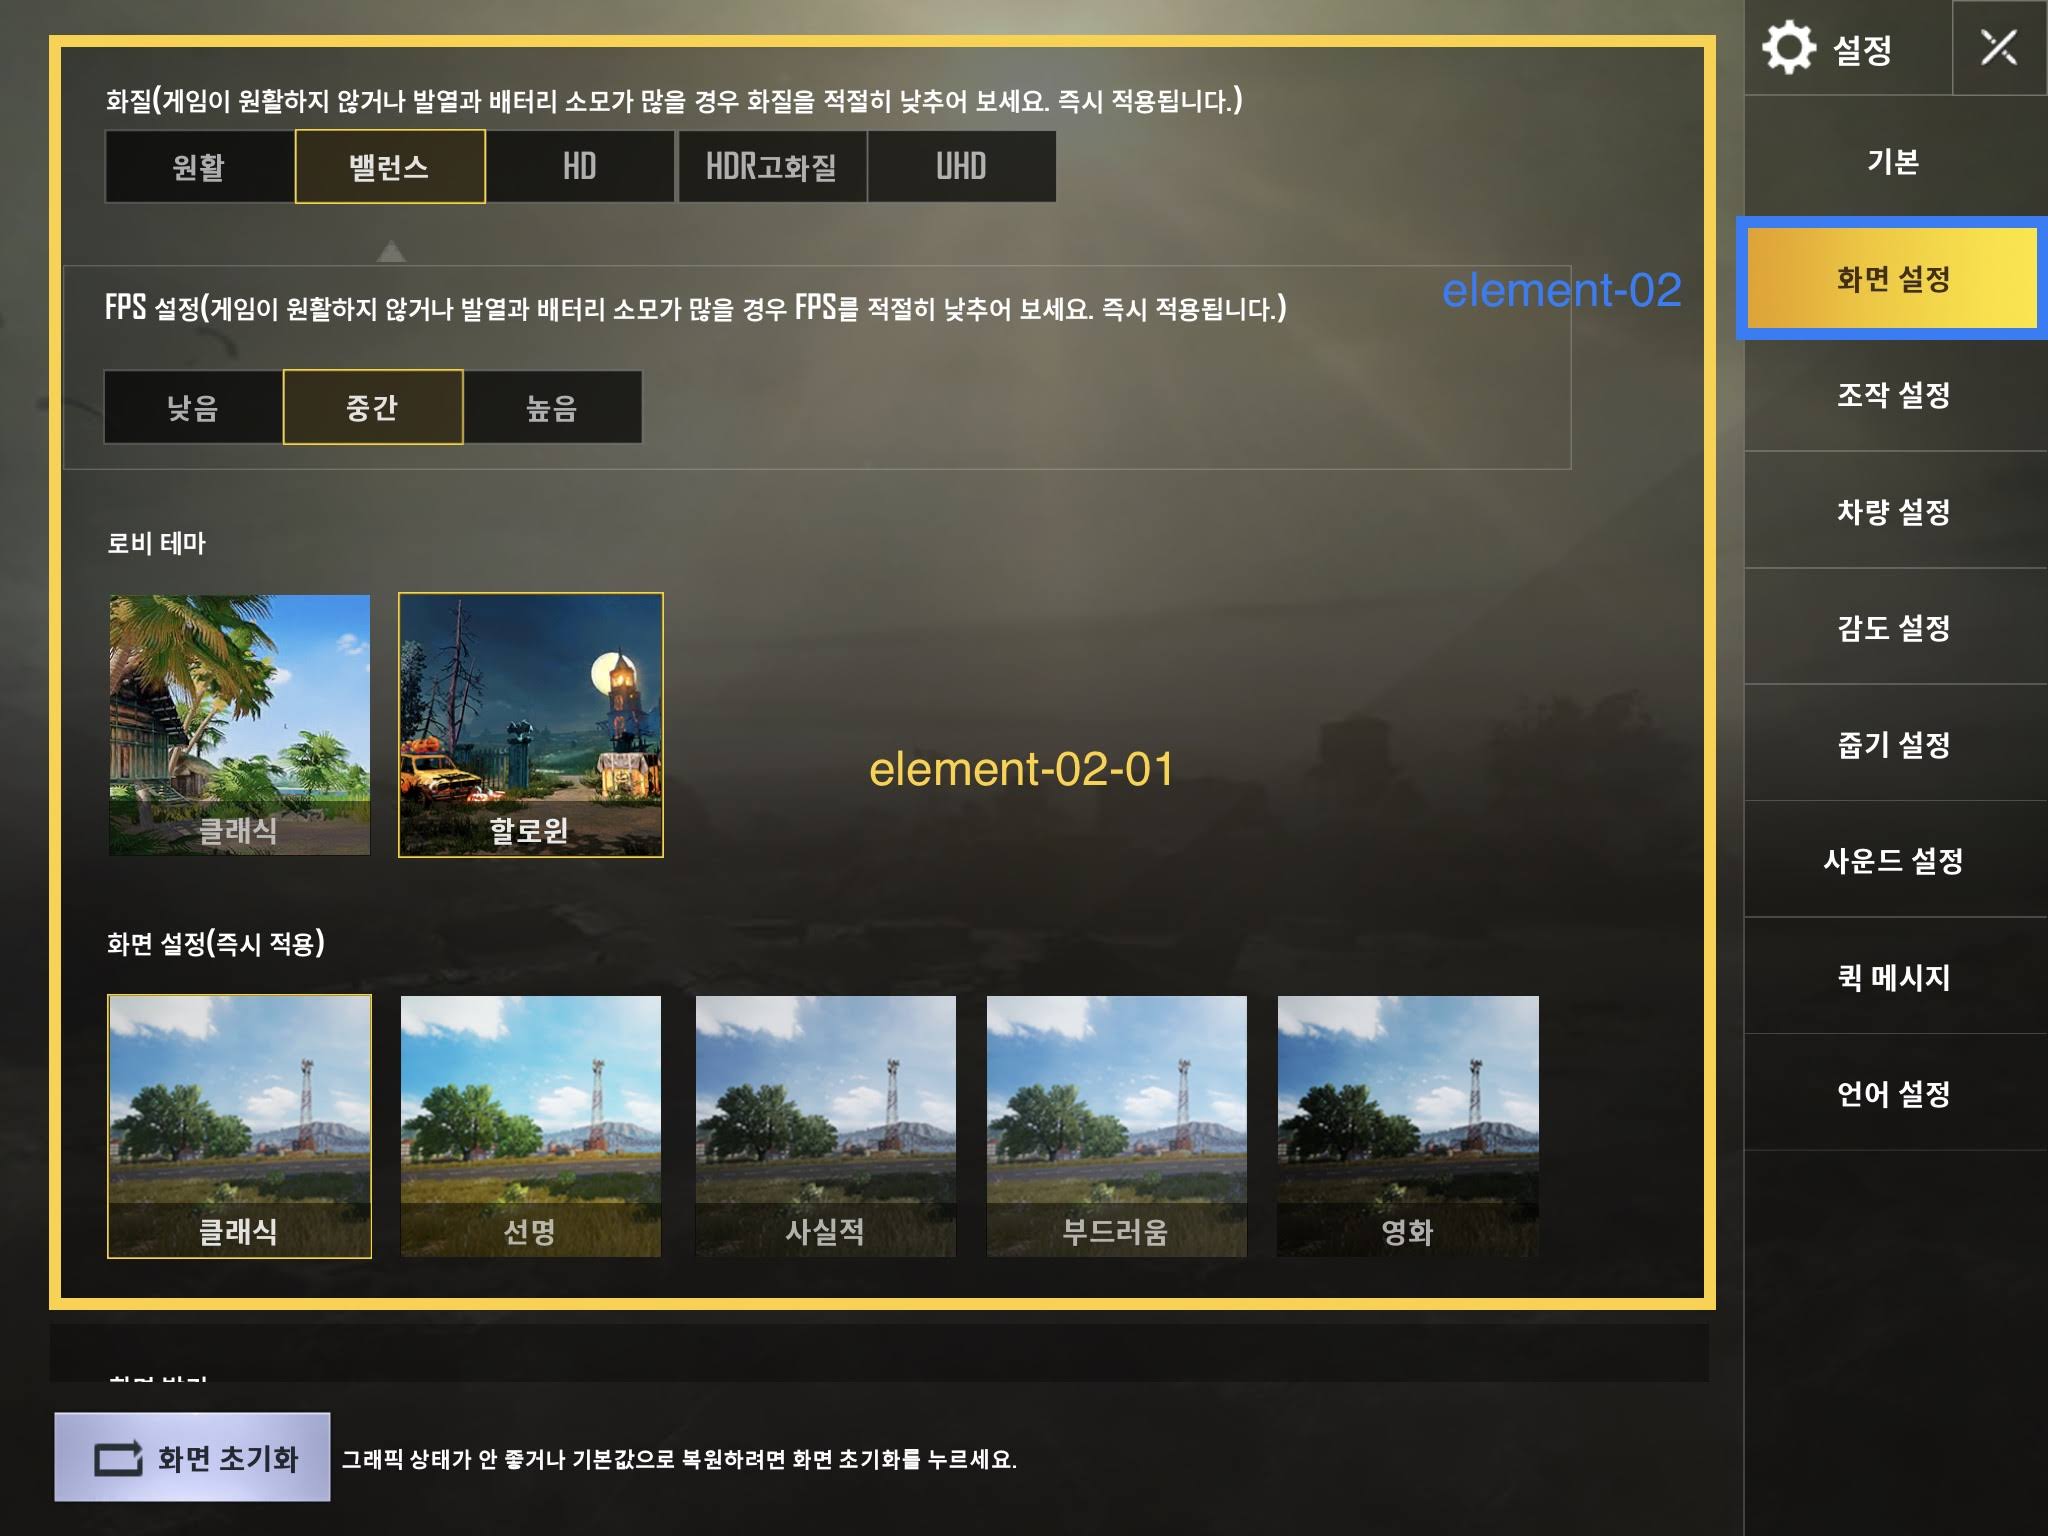 화질(게임이 원활하지 않거나 발열과 배터리 소모가 많을 경우 화질을 적절히 낮추어 보세요. 즉시 적용됩니다.)
원활
밸런스
HD
HDR고화질
UHD
FPS 설정(게임이 원활하지 않거나 발열과 배터리 소모가 많을 경우 FPS를 적절히 낮추어 보세요. 즉시 적용됩니다.)
element-02
낮음
중간
높음
로비 테마
클래식
할로윈
element-02-01
화면 설정(즉시 적용)
클래식
선명
사실적
부드러움
영화
화면 초기화
그래픽 상태가 안 좋거나 기본값으로 복원하려면 화면 초기화를 누르세요.
설정
기본
화면 설정
조작 설정
차량 설정
감도 설정
줍기 설정
사운드 설정
퀵 메시지
언어 설정